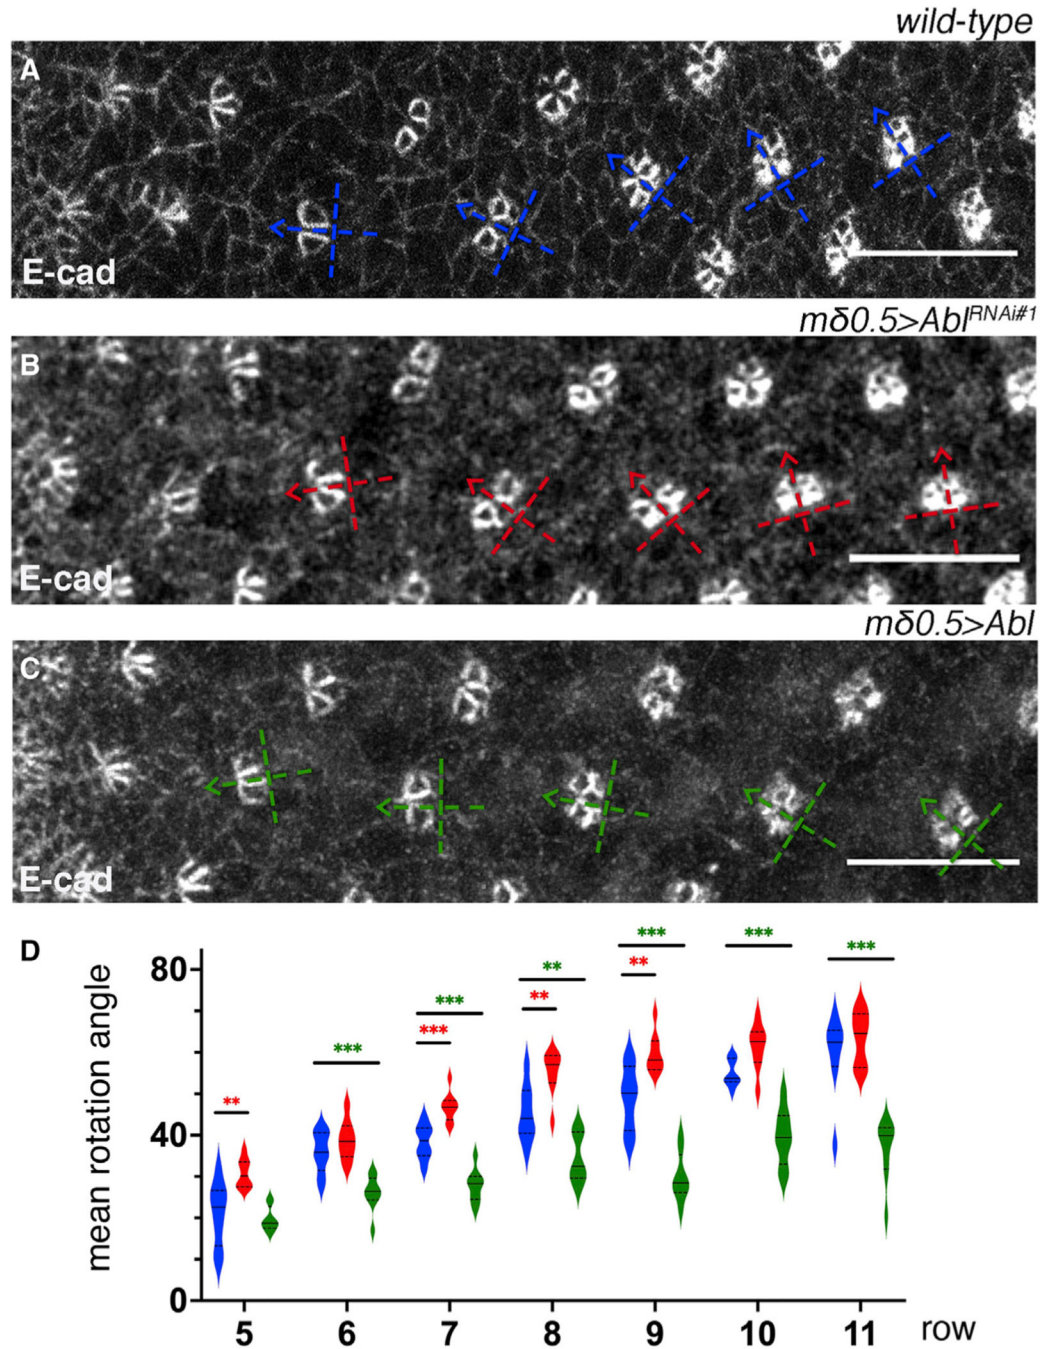 wild-type
A
E-cad
mδ0.5>Abl^RNAi#1
B
E-cad
mδ0.5>Abl
C
E-cad
D
mean rotation angle
80
40
0
** *** *** *** ** ** *** ** *** ***
5 6 7 8 9 10 11 row